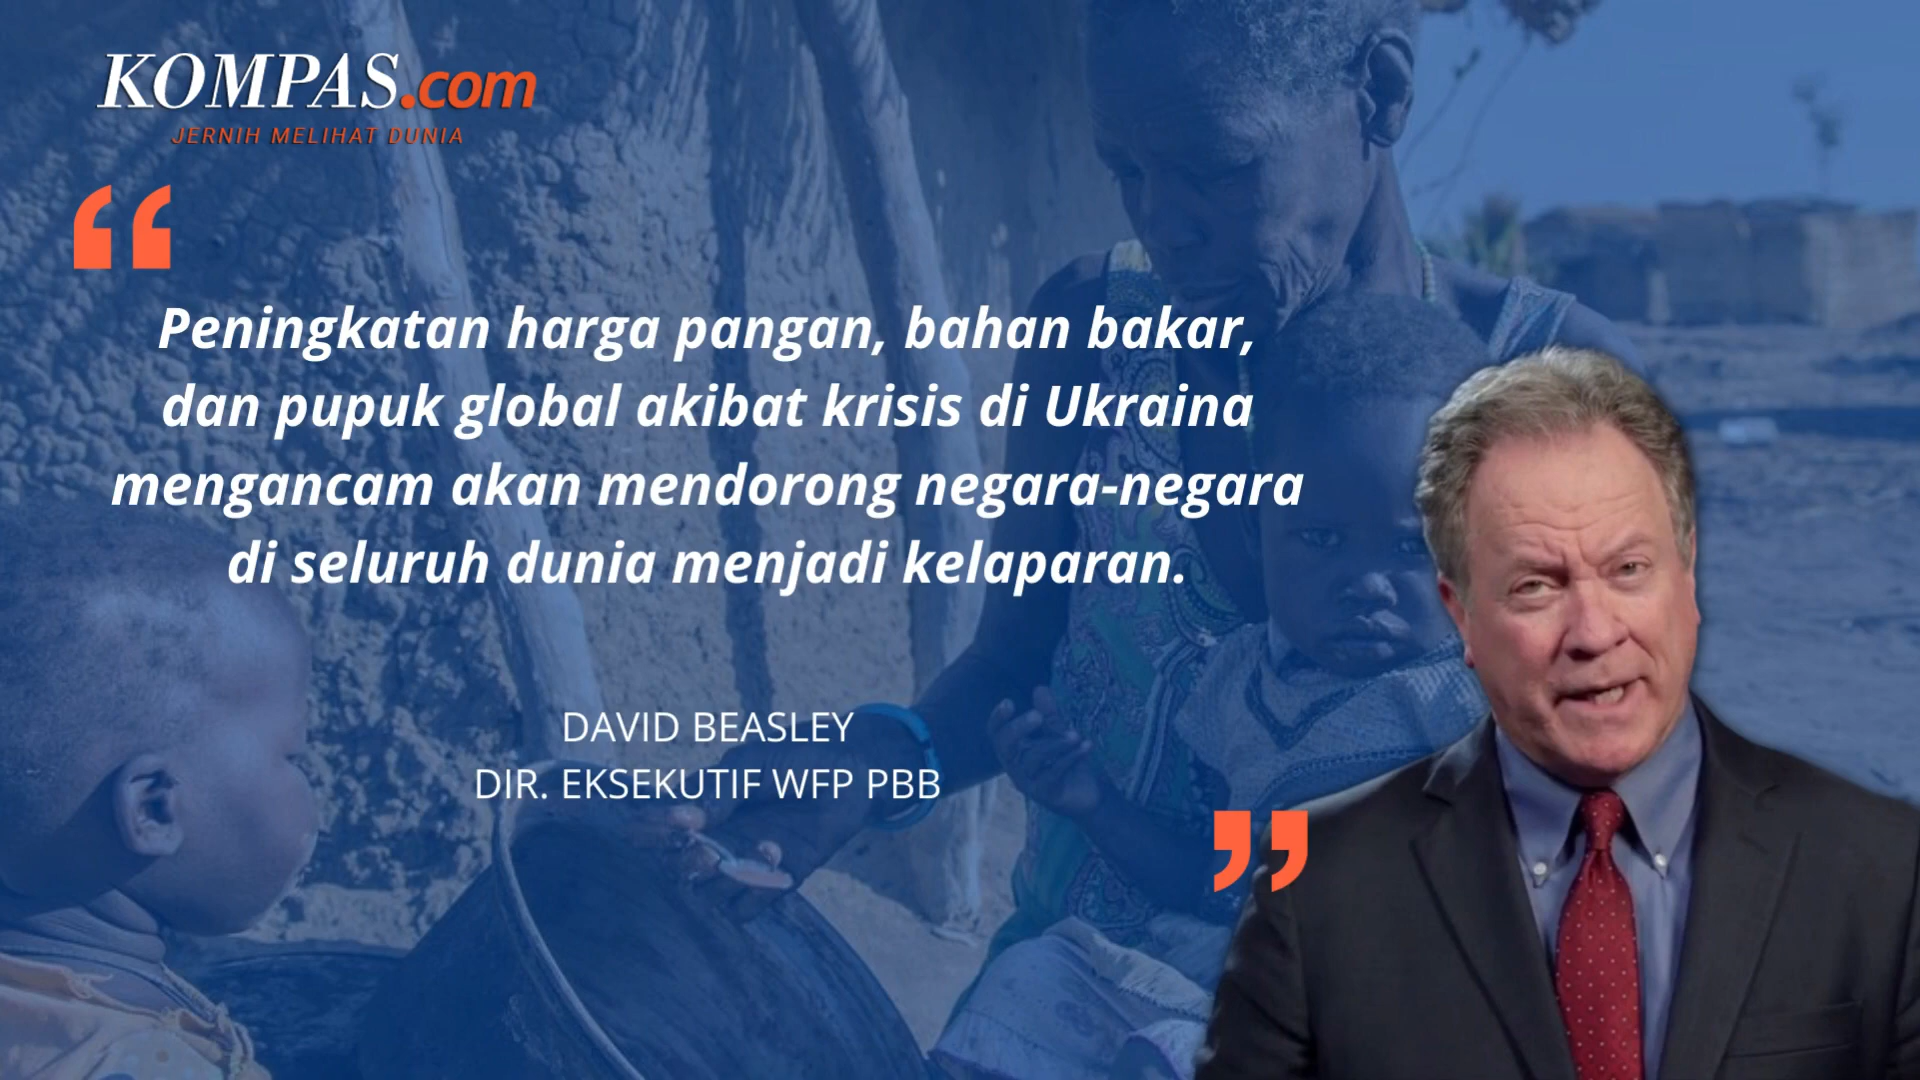 KOMPAS.com
JERNIH MELIHAT DUNIA
“
Peningkatan harga pangan, bahan bakar,
dan pupuk global akibat krisis di Ukraina
mengancam akan mendorong negara-negara
di seluruh dunia menjadi kelaparan.
DAVID BEASLEY
DIR. EKSEKUTIF WFP PBB
”